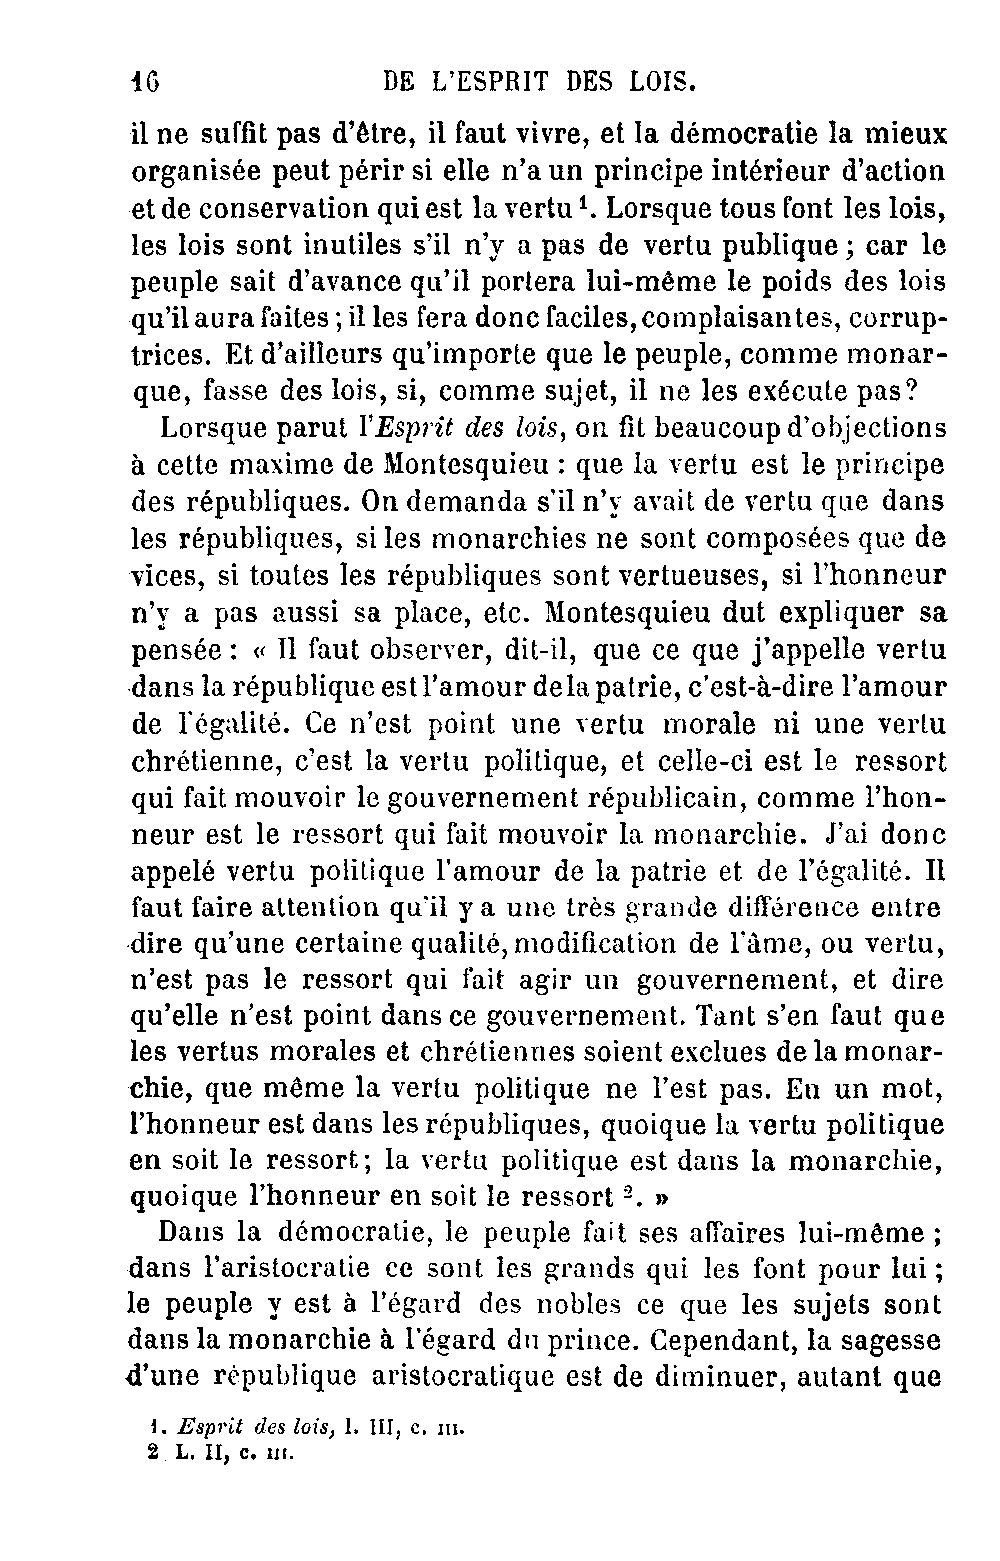 16 DE L'ESPRIT DES LOIS.
il ne suffit pas d'être, il faut vivre, et la démocratie la mieux
organisée peut périr si elle n'a un principe intérieur d'action
et de conservation qui est la vertu 1. Lorsque tous font les lois,
les lois sont inutiles s'il n'y a pas de vertu publique ; car le
peuple sait d'avance qu'il portera lui-même le poids des lois
qu'il aura faites ; il les fera donc faciles, complaisantes, corrup-
trices. Et d'ailleurs qu'importe que le peuple, comme monar-
que, fasse des lois, si, comme sujet, il ne les exécute pas?
Lorsque parut l'Esprit des lois, on fit beaucoup d'objections
à cette maxime de Montesquieu : que la vertu est le principe
des républiques. On demanda s'il n'y avait de vertu que dans
les républiques, si les monarchies ne sont composées que de
vices, si toutes les républiques sont vertueuses, si l'honneur
n'y a pas aussi sa place, etc. Montesquieu dut expliquer sa
pensée : « Il faut observer, dit-il, que ce que j'appelle vertu
dans la république est l'amour de la patrie, c'est-à-dire l'amour
de l'égalité. Ce n'est point une vertu morale ni une vertu
chrétienne, c'est la vertu politique, et celle-ci est le ressort
qui fait mouvoir le gouvernement républicain, comme l'hon-
neur est le ressort qui fait mouvoir la monarchie. J'ai donc
appelé vertu politique l'amour de la patrie et de l'égalité. Il
faut faire attention qu'il y a une très grande différence entre
dire qu'une certaine qualité, modification de l'âme, ou vertu,
n'est pas le ressort qui fait agir un gouvernement, et dire
qu'elle n'est point dans ce gouvernement. Tant s'en faut que
les vertus morales et chrétiennes soient exclues de la monar-
chie, que même la vertu politique ne l'est pas. En un mot,
l'honneur est dans les républiques, quoique la vertu politique
en soit le ressort; la vertu politique est dans la monarchie,
quoique l'honneur en soit le ressort 2. »
Dans la démocratie, le peuple fait ses affaires lui-même ;
dans l'aristocratie ce sont les grands qui les font pour lui ;
le peuple y est à l'égard des nobles ce que les sujets sont
dans la monarchie à l'égard du prince. Cependant, la sagesse
d'une république aristocratique est de diminuer, autant que
1. Esprit des lois, l. III, c. III.
2 L. II, c. III.